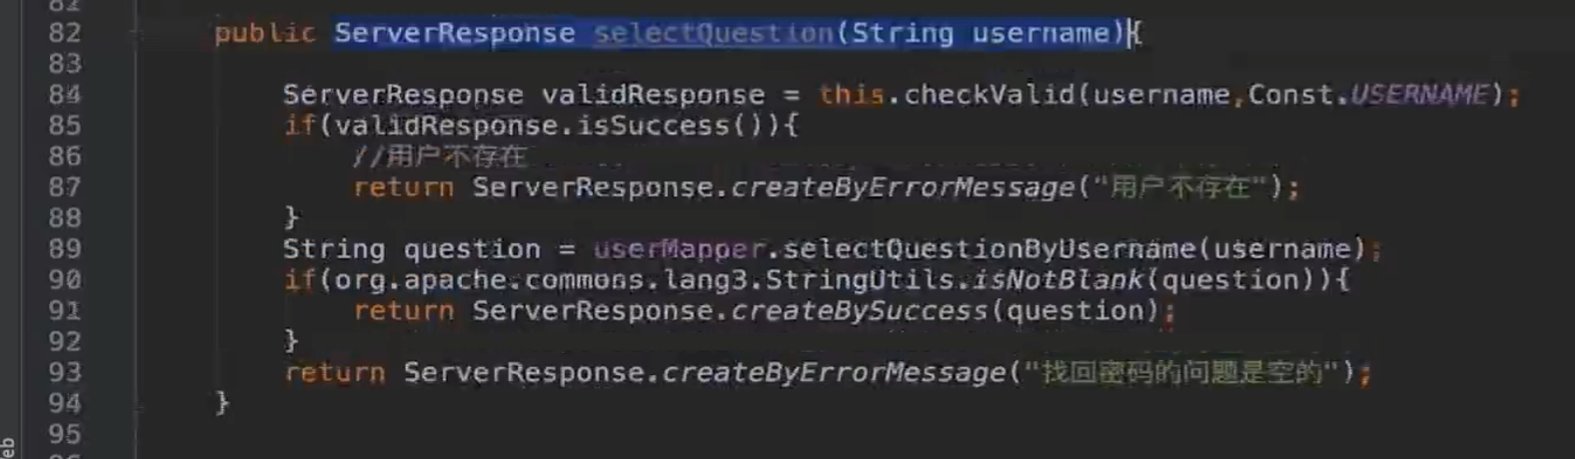 82 public ServerResponse selectQuestion(String username){
83
84 ServerResponse validResponse = this.checkValid(username,Const.USERNAME);
85 if(validResponse.isSuccess()){
86 //用户不存在
87 return ServerResponse.createByErrorMessage("用户不存在");
88 }
89 String question = userMapper.selectQuestionByUsername(username);
90 if(org.apache.commons.lang3.StringUtils.isNotBlank(question)){
91 return ServerResponse.createBySuccess(question);
92 }
93 return ServerResponse.createByErrorMessage("找回密码的问题是空的");
94 }
95
eb